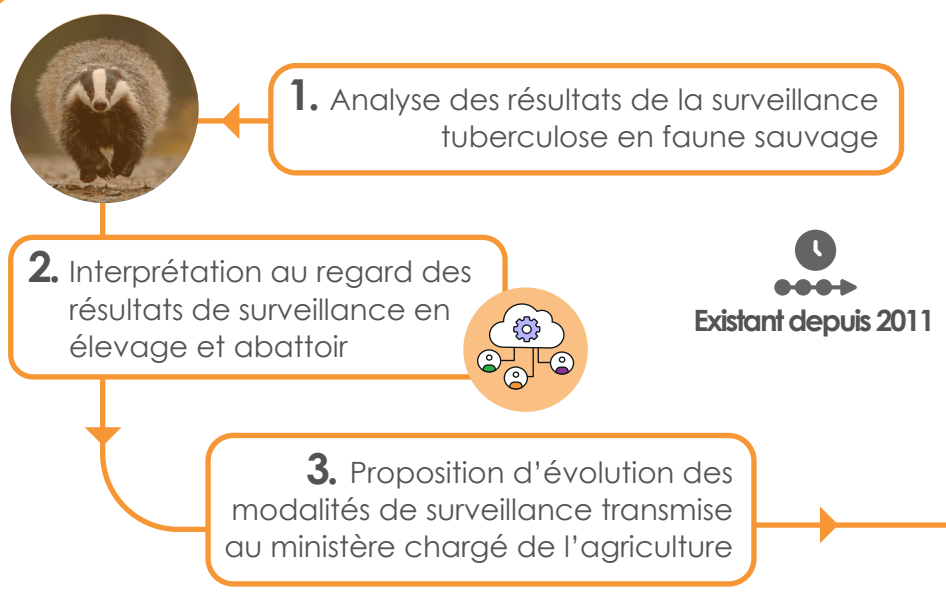 1. Analyse des résultats de la surveillance
tuberculose en faune sauvage
2. Interprétation au regard des
résultats de surveillance en
élevage et abattoir
Existant depuis 2011
3. Proposition d’évolution des
modalités de surveillance transmise
au ministère chargé de l’agriculture